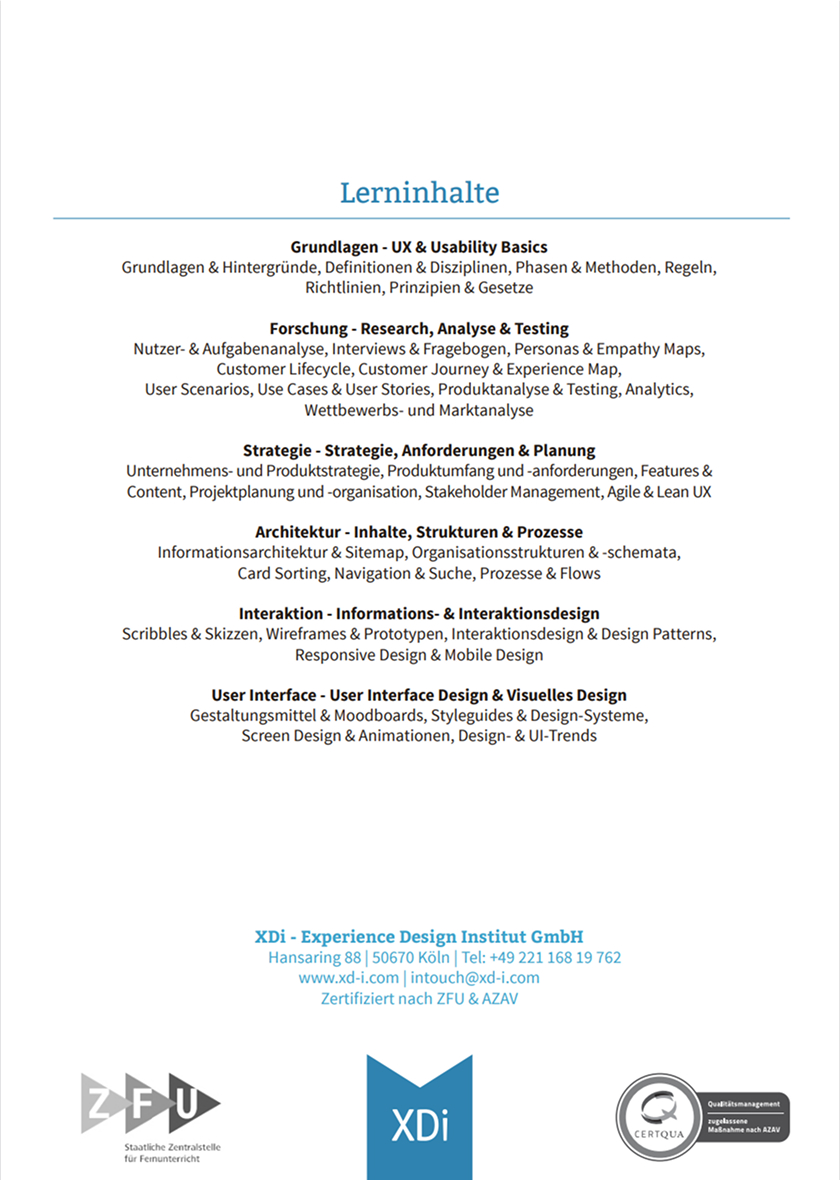 Lerninhalte
Grundlagen - UX & Usability Basics
Grundlagen & Hintergründe, Definitionen & Disziplinen, Phasen & Methoden, Regeln,
Richtlinien, Prinzipien & Gesetze
Forschung - Research, Analyse & Testing
Nutzer- & Aufgabenanalyse, Interviews & Fragebogen, Personas & Empathy Maps,
Customer Lifecycle, Customer Journey & Experience Map,
User Scenarios, Use Cases & User Stories, Produktanalyse & Testing, Analytics,
Wettbewerbs- und Marktanalyse
Strategie - Strategie, Anforderungen & Planung
Unternehmens- und Produktstrategie, Produktumfang und -anforderungen, Features &
Content, Projektplanung und -organisation, Stakeholder Management, Agile & Lean UX
Architektur - Inhalte, Strukturen & Prozesse
Informationsarchitektur & Sitemap, Organisationsstrukturen & -schemata,
Card Sorting, Navigation & Suche, Prozesse & Flows
Interaktion - Informations- & Interaktionsdesign
Scribbles & Skizzen, Wireframes & Prototypen, Interaktionsdesign & Design Patterns,
Responsive Design & Mobile Design
User Interface - User Interface Design & Visuelles Design
Gestaltungsmittel & Moodboards, Styleguides & Design-Systeme,
Screen Design & Animationen, Design- & UI-Trends
XDi - Experience Design Institut GmbH
Hansaring 88 | 50670 Köln | Tel: +49 221 168 19 762
www.xd-i.com | intouch@xd-i.com
Zertifiziert nach ZFU & AZAV
ZFU
Staatliche Zentralstelle
für Fernunterricht
XDi
CERTQUA
Qualitätsmanagement
zugelassene
Maßnahme nach AZAV